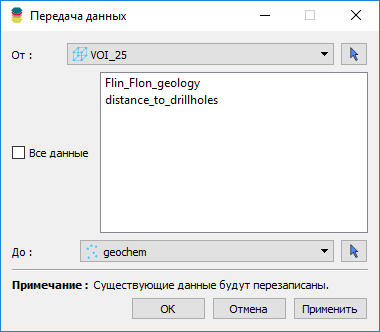 Передача данных
От :
VOI_25
Flin_Flon_geology
distance_to_drillholes
Все данные
До :
geochem
Примечание : Существующие данные будут перезаписаны.
OK Отмена Применить